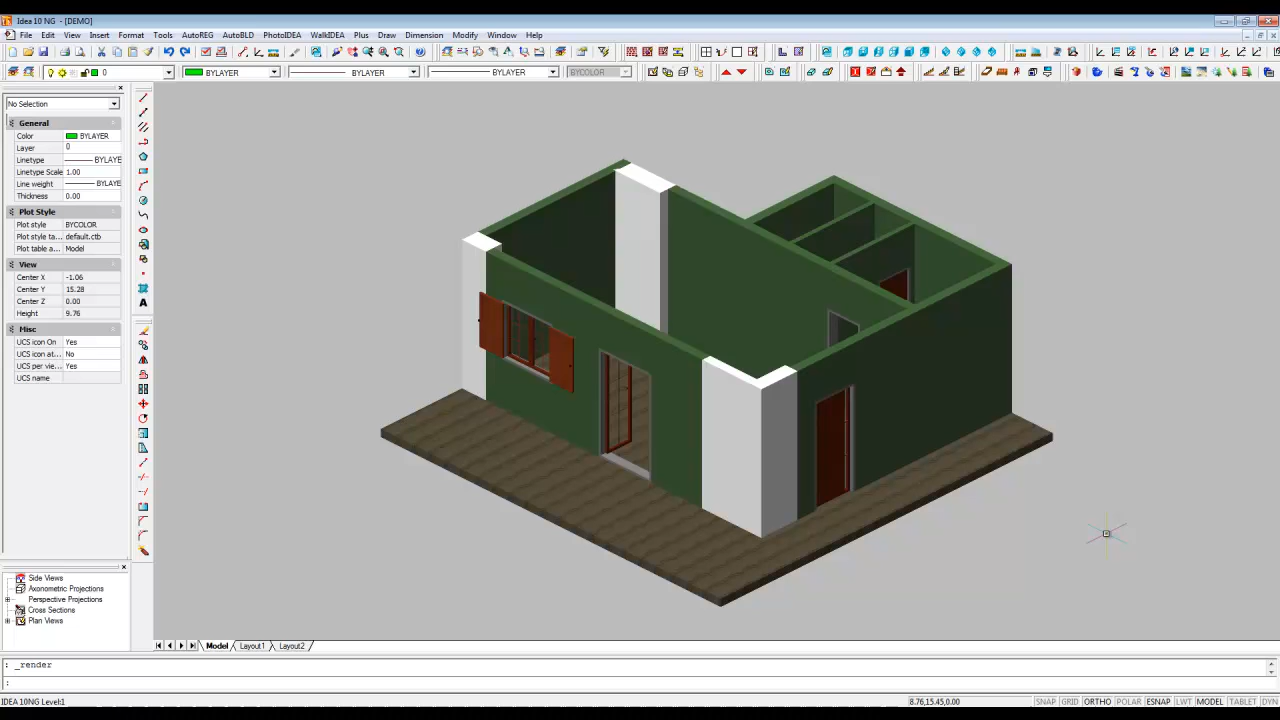 Idea 10 NG - [DEMO]
File Edit View Insert Format Tools AutoREG AutoBLD PhotoIDEA WalkIDEA Plus Draw Dimension Modify Window Help
0 BYLAYER BYLAYER BYLAYER BYCOLOR
No Selection
General
Color BYLAYER
Layer 0
Linetype BYLAYE
Linetype Scale 1.00
Line weight BYLAYE
Thickness 0.00
Plot Style
Plot style BYCOLOR
Plot style ta... default.ctb
Plot table a... Model
View
Center X -1.06
Center Y 15.28
Center Z 0.00
Height 9.76
Misc
UCS icon On Yes
UCS icon at... No
UCS per vie... Yes
UCS name
A
Side Views
Axonometric Projections
Perspective Projections
Cross Sections
Plan Views
Model Layout1 Layout2
: _render
:
IDEA 10NG Level:1 8.76,15.45,0.00 SNAP GRID ORTHO POLAR ESNAP LWT MODEL TABLET DYN